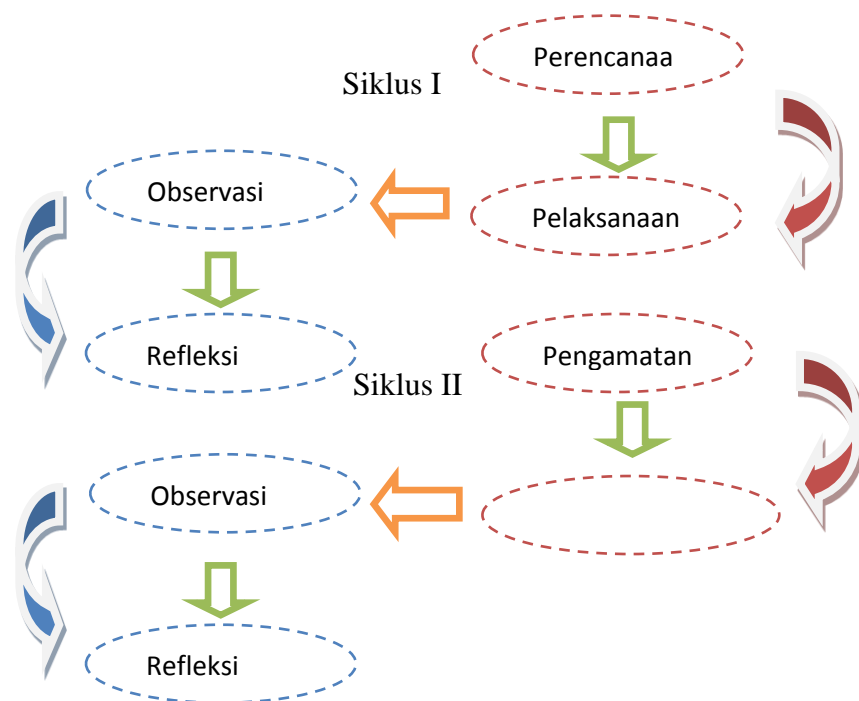 Perencanaa
Siklus I
Observasi
Pelaksanaan
Refleksi
Pengamatan
Siklus II
Observasi
Refleksi